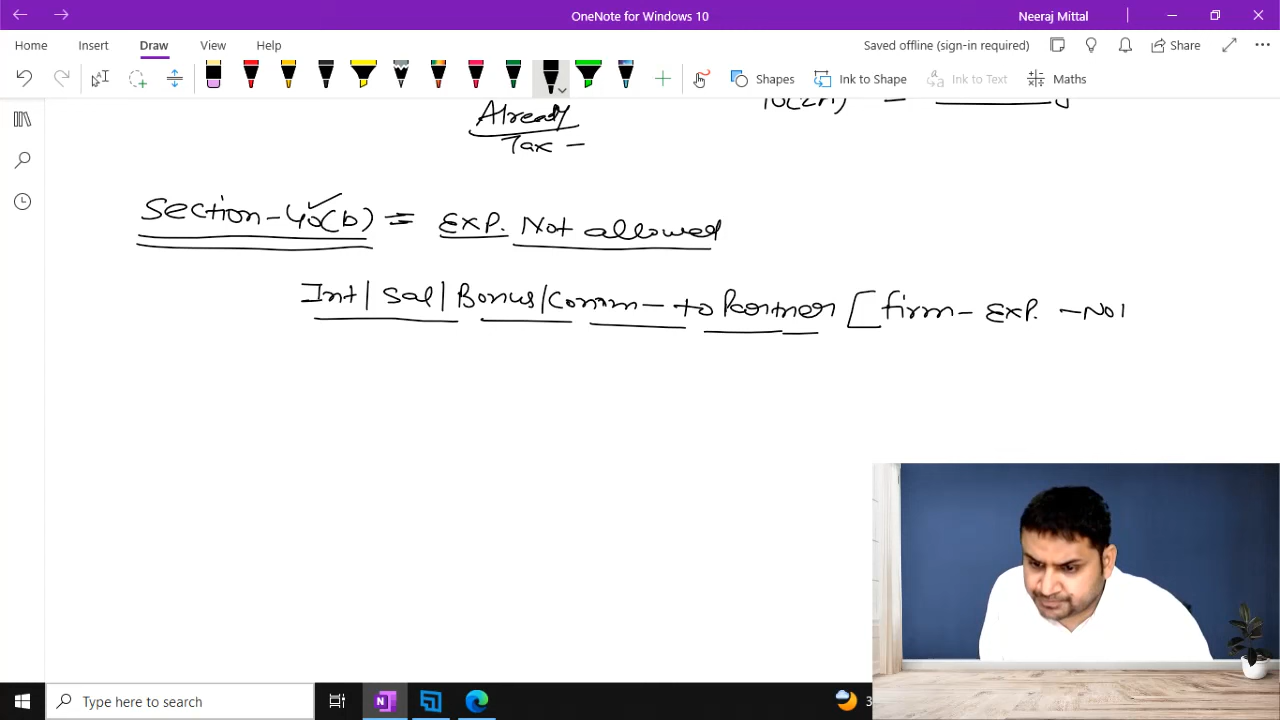 OneNote for Windows 10
Neeraj Mittal
Home Insert Draw View Help
Saved offline (sign-in required) Share
Shapes Ink to Shape Ink to Text Maths
Already
Tax -
Section-40(b) = Exp. Not allowed
Int/Sal/Bonus/Comm - to Partner [firm - Exp. - Not
Type here to search
3